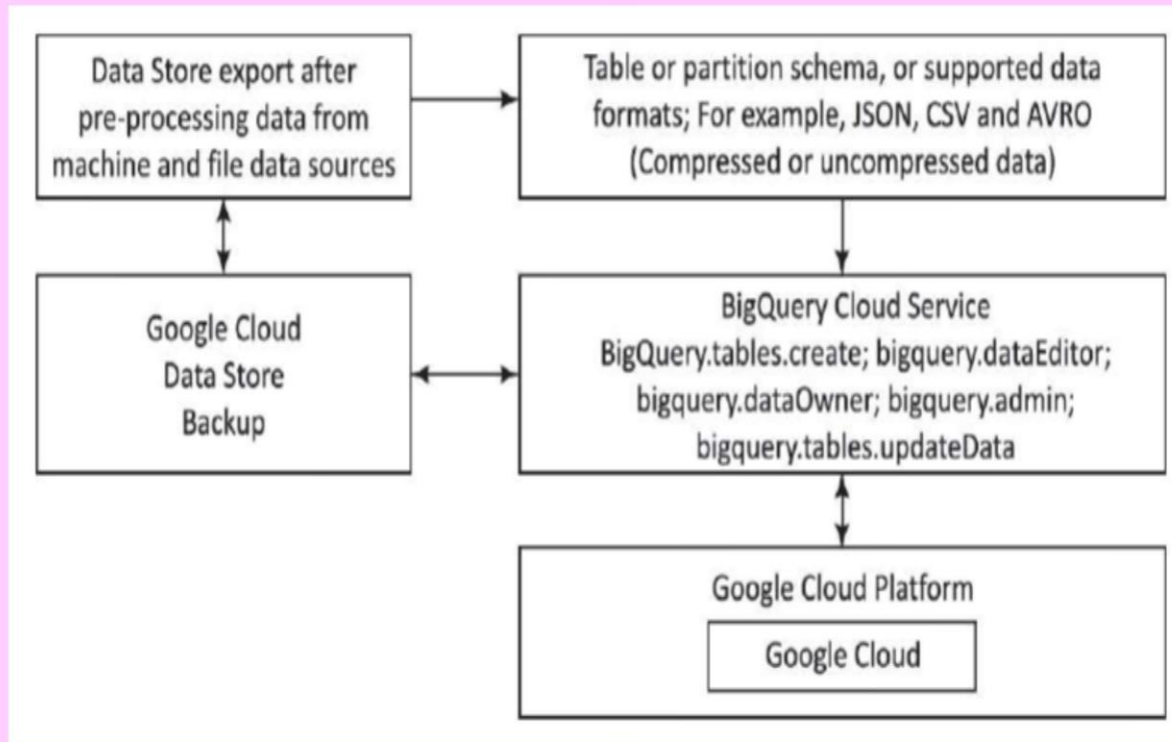 Data Store export after
pre-processing data from
machine and file data sources
Table or partition schema, or supported data
formats; For example, JSON, CSV and AVRO
(Compressed or uncompressed data)
Google Cloud
Data Store
Backup
BigQuery Cloud Service
BigQuery.tables.create; bigquery.dataEditor;
bigquery.dataOwner; bigquery.admin;
bigquery.tables.updateData
Google Cloud Platform
Google Cloud